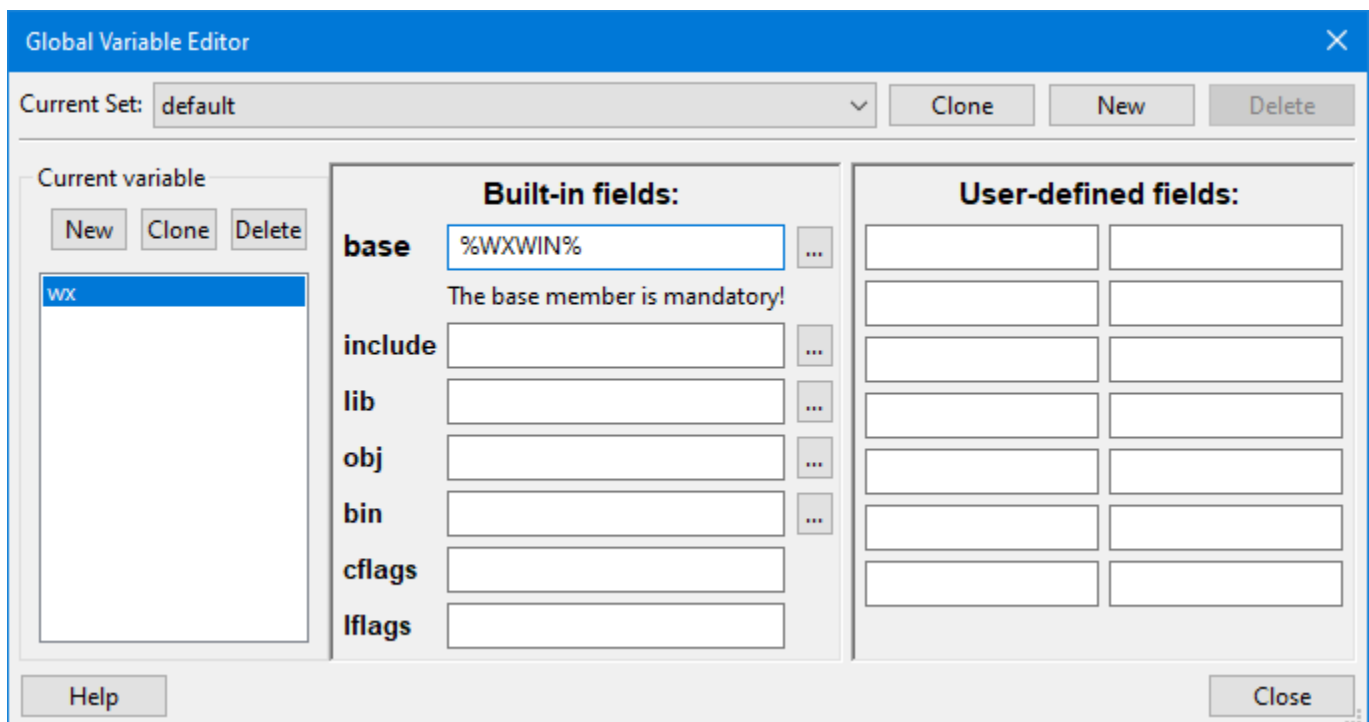 Global Variable Editor
Current Set: default Clone New Delete
Current variable
New Clone Delete
wx
Built-in fields:
base %WXWIN% ...
The base member is mandatory!
include ...
lib ...
obj ...
bin ...
cflags
lflags
User-defined fields:
Help Close